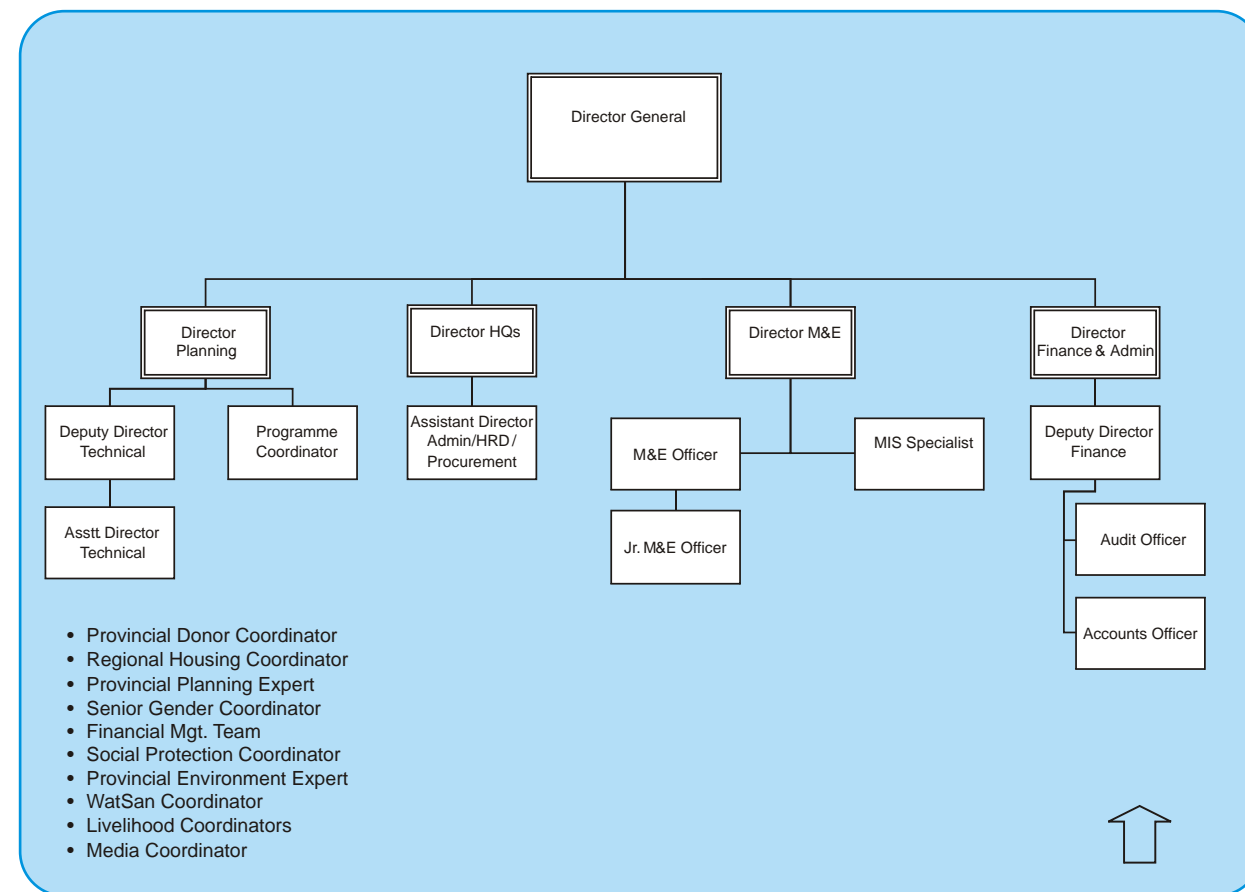 Director General
Director
Planning
Director HQs
Director M&E
Director
Finance & Admin
Deputy Director
Technical
Programme
Coordinator
Assistant Director
Admin/HRD/
Procurement
M&E Officer
MIS Specialist
Deputy Director
Finance
Asstt. Director
Technical
Jr. M&E Officer
Audit Officer
Accounts Officer
• Provincial Donor Coordinator
• Regional Housing Coordinator
• Provincial Planning Expert
• Senior Gender Coordinator
• Financial Mgt. Team
• Social Protection Coordinator
• Provincial Environment Expert
• WatSan Coordinator
• Livelihood Coordinators
• Media Coordinator